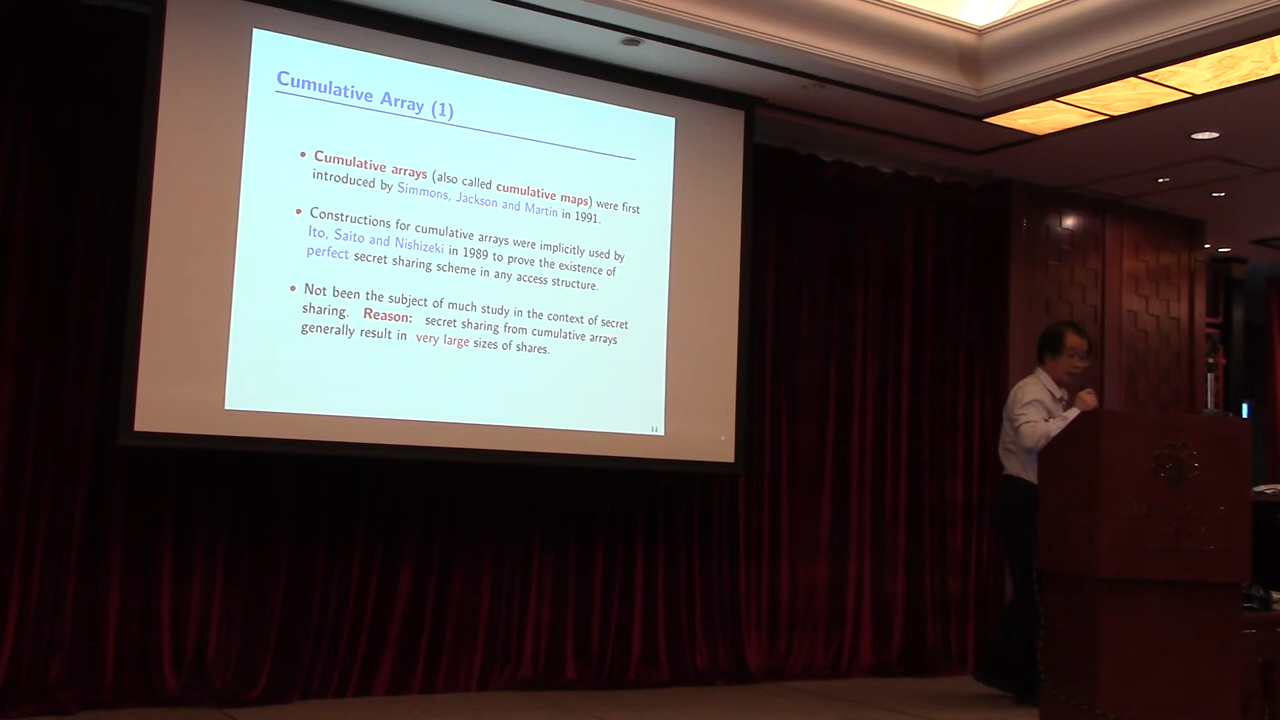 Cumulative Array (1)
• Cumulative arrays (also called cumulative maps) were first
introduced by Simmons, Jackson and Martin in 1991.
• Constructions for cumulative arrays were implicitly used by
Ito, Saito and Nishizeki in 1989 to prove the existence of
perfect secret sharing scheme in any access structure.
• Not been the subject of much study in the context of secret
sharing. Reason: secret sharing from cumulative arrays
generally result in very large sizes of shares.
14